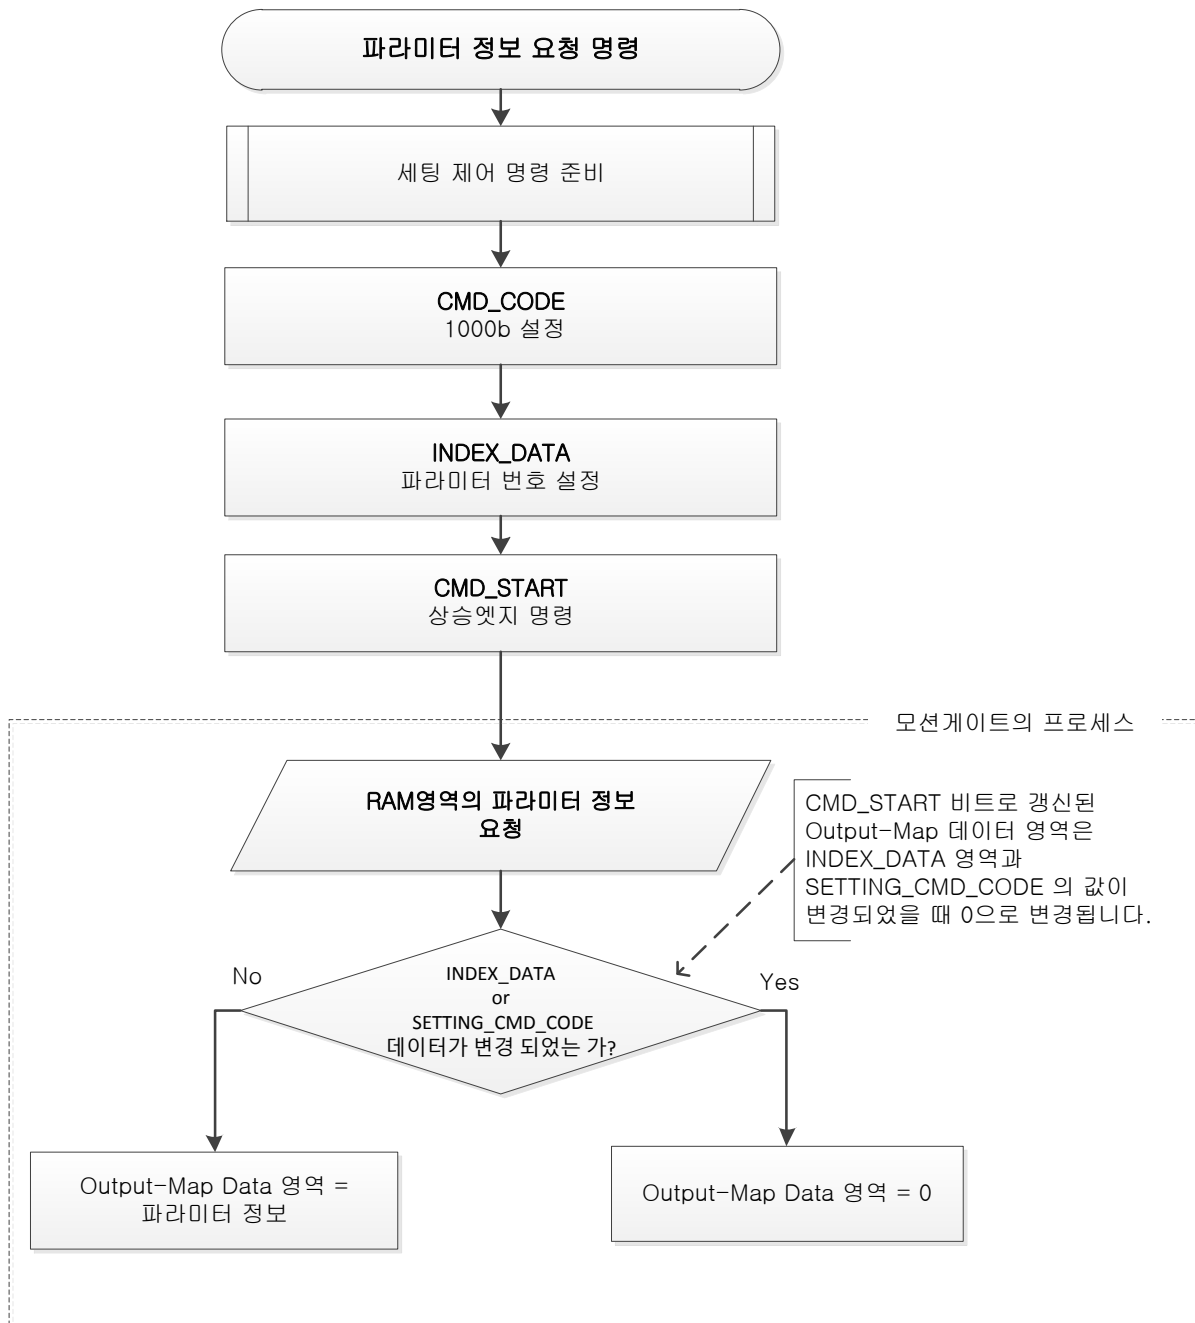 파라미터 정보 요청 명령
세팅 제어 명령 준비
CMD_CODE
1000b 설정
INDEX_DATA
파라미터 번호 설정
CMD_START
상승엣지 명령
모션게이트의 프로세스
RAM영역의 파라미터 정보
요청
CMD_START 비트로 갱신된
Output-Map 데이터 영역은
INDEX_DATA 영역과
SETTING_CMD_CODE 의 값이
변경되었을 때 0으로 변경됩니다.
No
INDEX_DATA
or
SETTING_CMD_CODE
데이터가 변경 되었는 가?
Yes
Output-Map Data 영역 =
파라미터 정보
Output-Map Data 영역 = 0